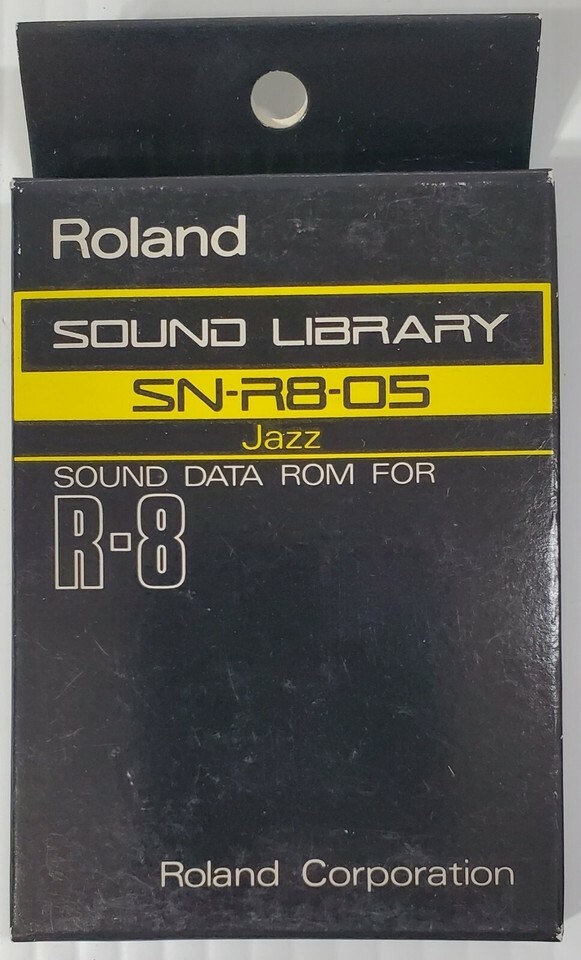 Roland
SOUND LIBRARY
SN-R8-05
Jazz
SOUND DATA ROM FOR
R-8
Roland Corporation